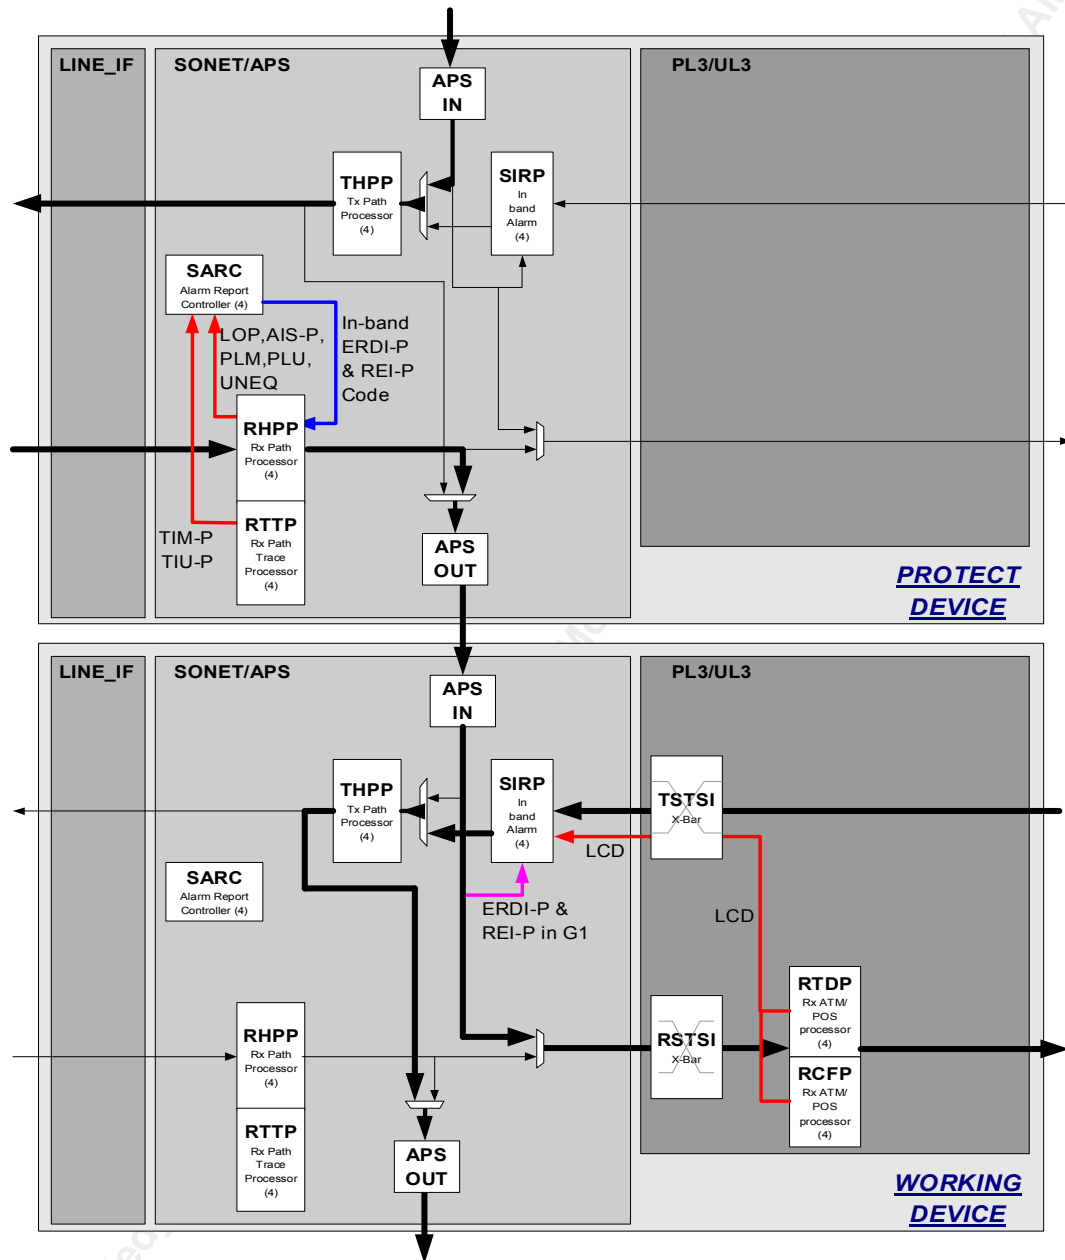 LINE_IF
SONET/APS
PL3/UL3
APS
IN
THPP
Tx Path
Processor
(4)
SIRP
In
band
Alarm
(4)
SARC
Alarm Report
Controller (4)
LOP,AIS-P,
PLM,PLU,
UNEQ
In-band
ERDI-P
& REI-P
Code
RHPP
Rx Path
Processor
(4)
RTTP
Rx Path
Trace
Processor
(4)
TIM-P
TIU-P
APS
OUT
PROTECT
DEVICE
LINE_IF
SONET/APS
PL3/UL3
APS
IN
THPP
Tx Path
Processor
(4)
SIRP
In
band
Alarm
(4)
TSTSI
X-Bar
LCD
SARC
Alarm Report
Controller (4)
ERDI-P &
REI-P in G1
LCD
RHPP
Rx Path
Processor
(4)
RTTP
Rx Path
Trace
Processor
(4)
RSTSI
X-Bar
RTDP
Rx ATM/
POS
processor
(4)
RCFP
Rx ATM/
POS
processor
(4)
APS
OUT
WORKING
DEVICE